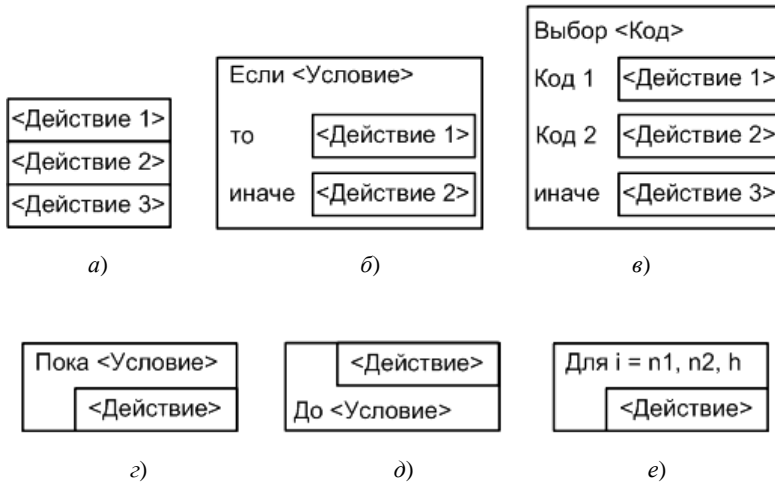 <Действие 1>
<Действие 2>
<Действие 3>
а)
Если <Условие>
то <Действие 1>
иначе <Действие 2>
б)
Выбор <Код>
Код 1 <Действие 1>
Код 2 <Действие 2>
иначе <Действие 3>
в)
Пока <Условие>
<Действие>
г)
<Действие>
До <Условие>
д)
Для i = n1, n2, h
<Действие>
е)